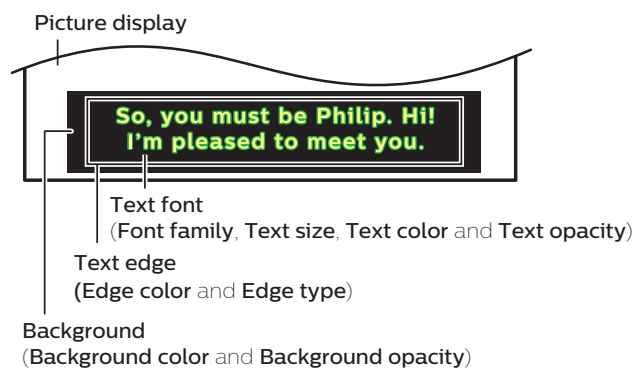 Picture display
So, you must be Philip. Hi!
I’m pleased to meet you.
Text font
(Font family, Text size, Text color and Text opacity)
Text edge
(Edge color and Edge type)
Background
(Background color and Background opacity)